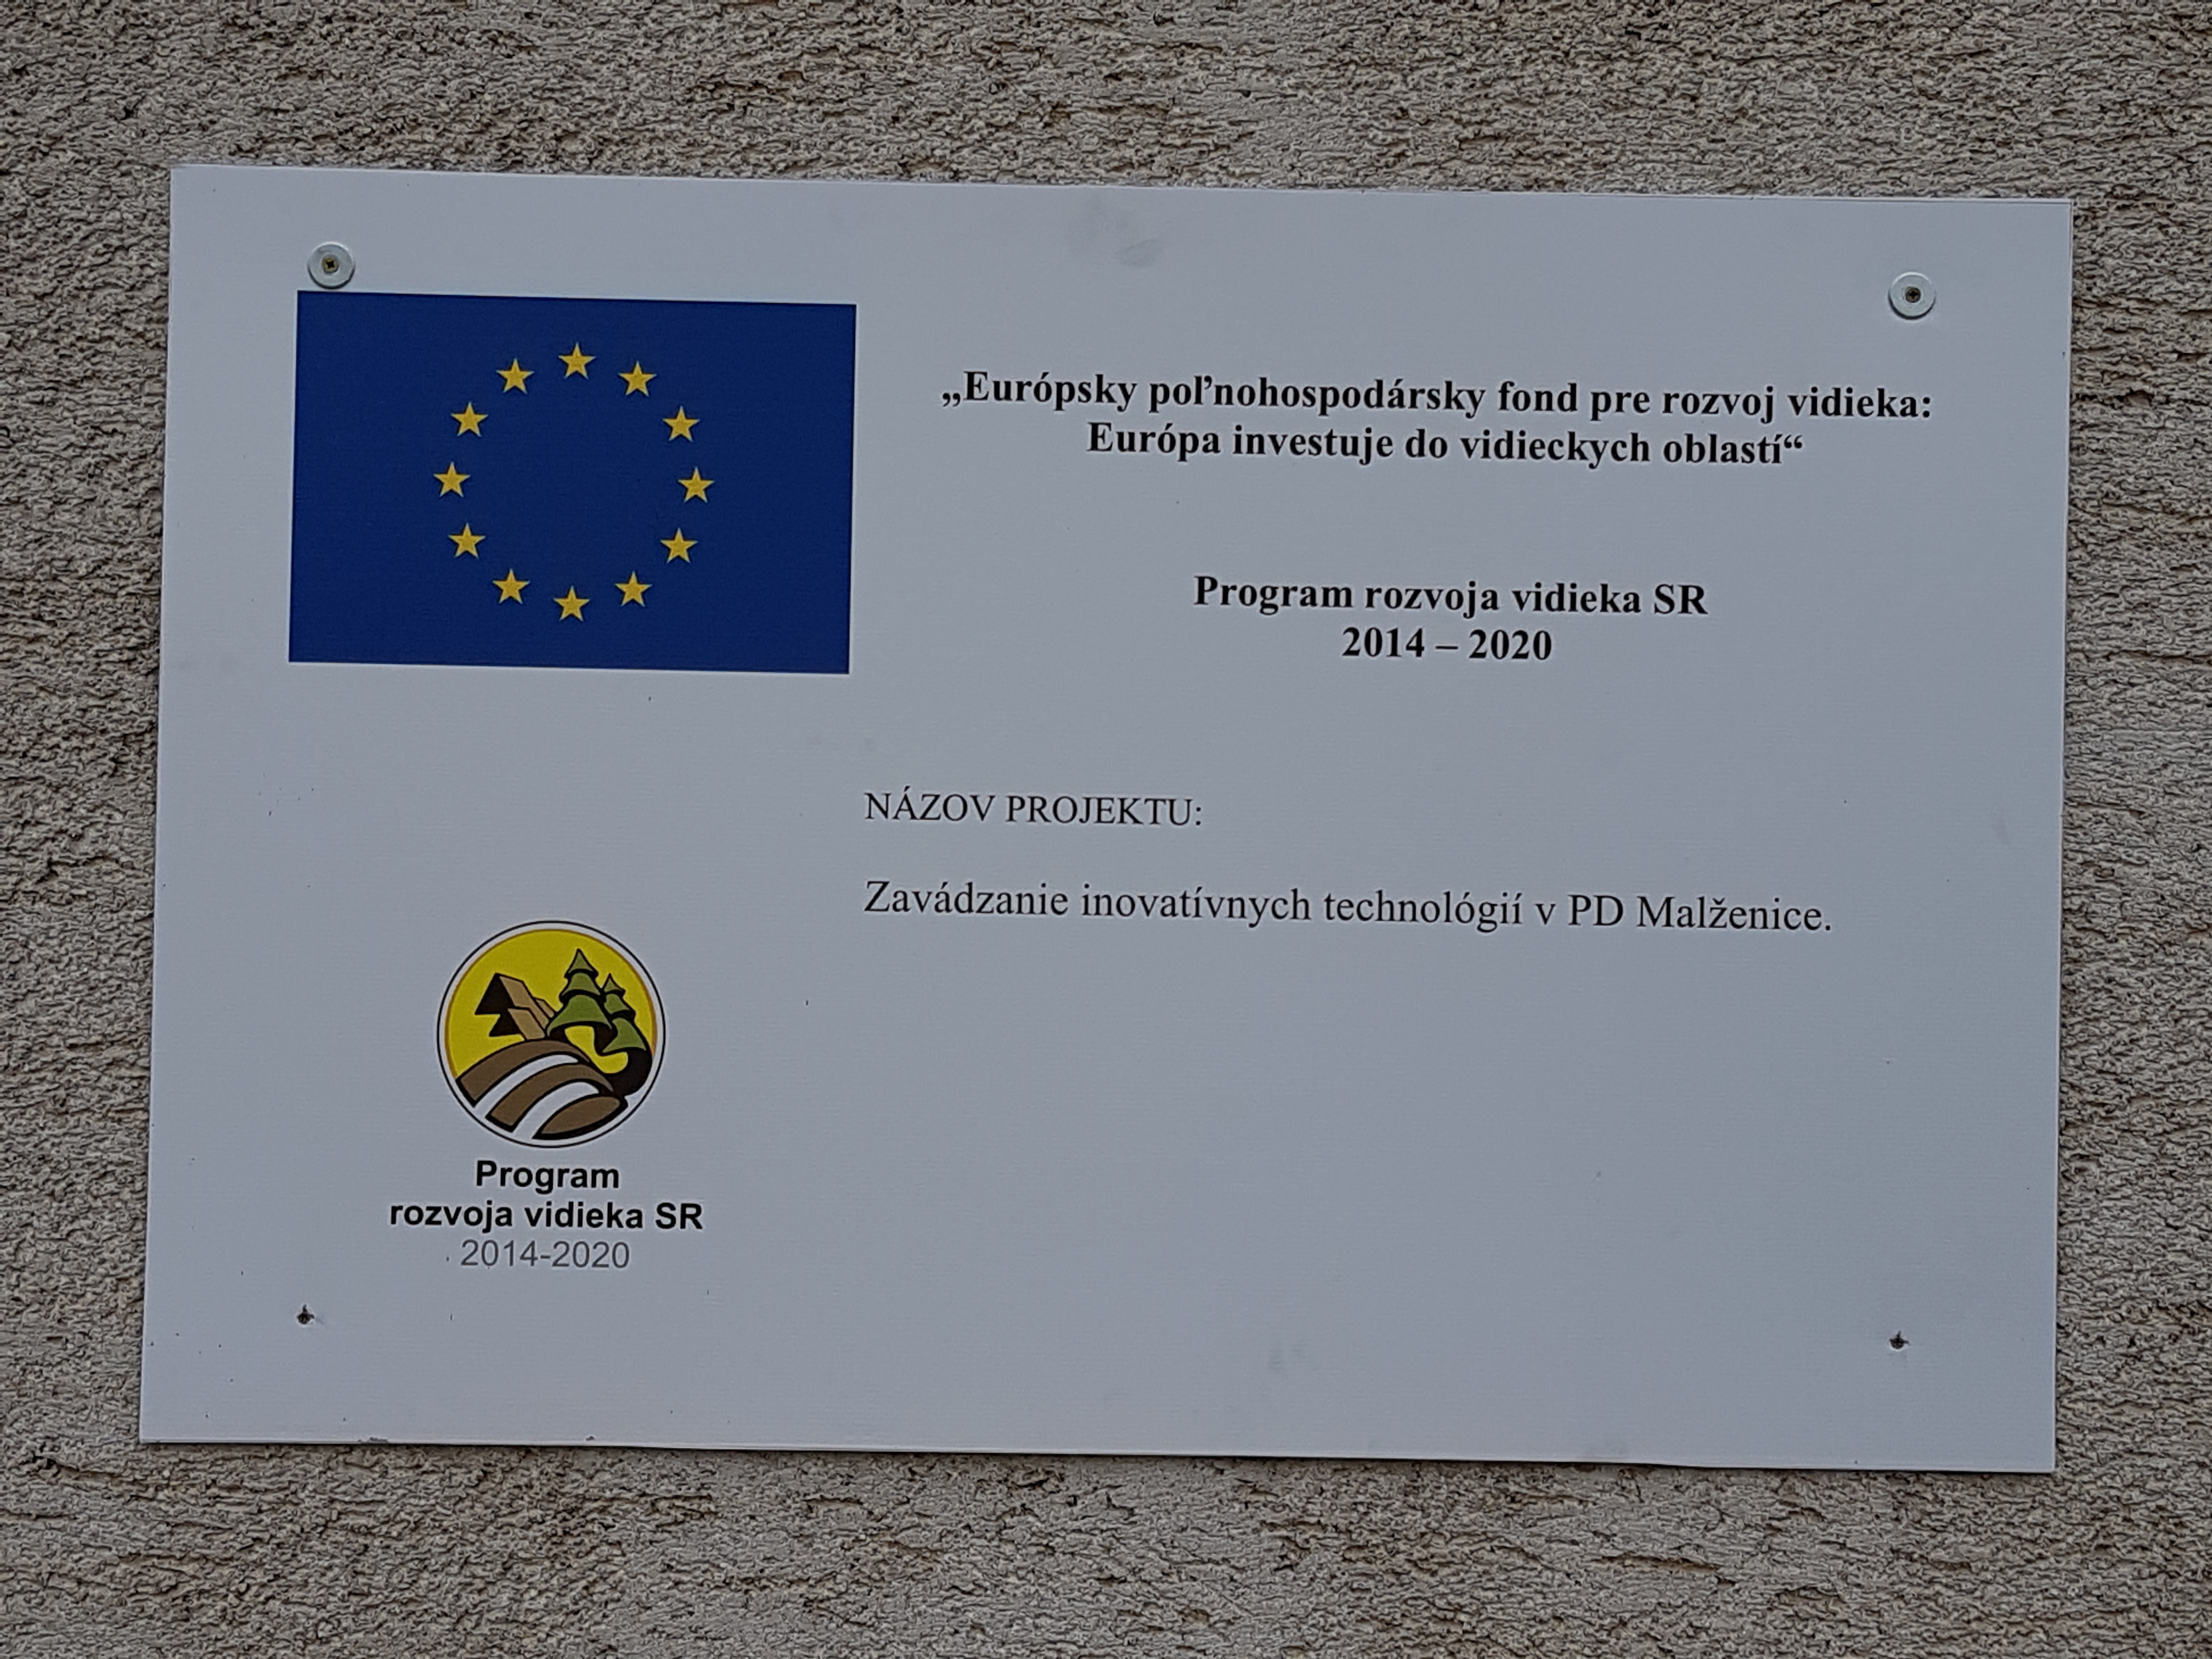 „Európsky poľnohospodársky fond pre rozvoj vidieka:
Európa investuje do vidieckych oblastí“
Program rozvoja vidieka SR
2014 – 2020
NÁZOV PROJEKTU:
Zavádzanie inovatívnych technológií v PD Malženice.
Program
rozvoja vidieka SR
2014-2020